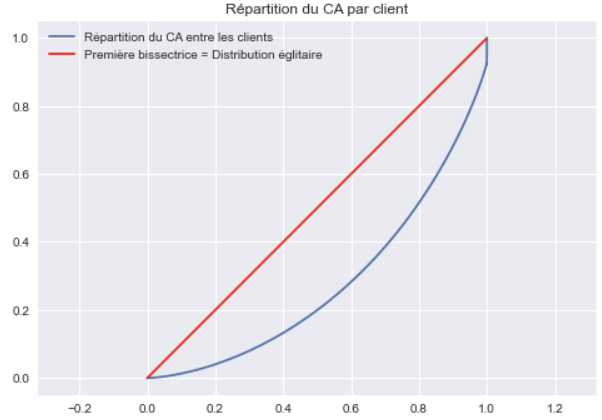 Répartition du CA par client
Répartition du CA entre les clients
Première bissectrice = Distribution églitaire
1.0
0.8
0.6
0.4
0.2
0.0
−0.2 0.0 0.2 0.4 0.6 0.8 1.0 1.2